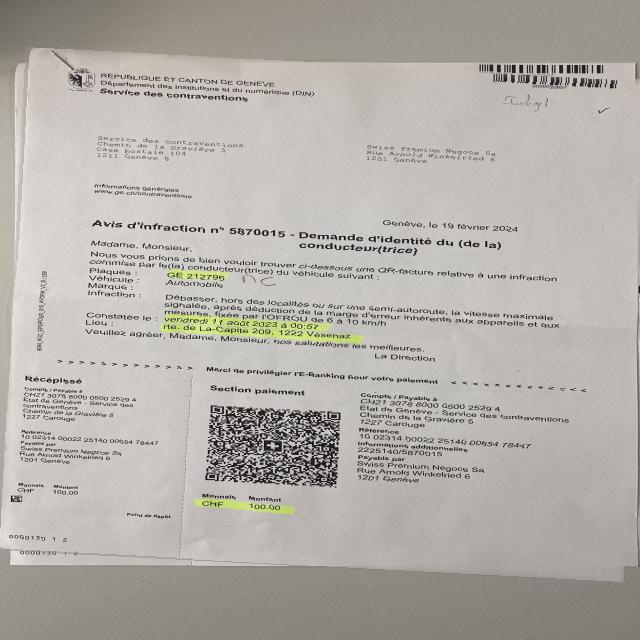 RÉPUBLIQUE ET CANTON DE GENÈVE
Département des institutions et du numérique (DIN)
Service des contraventions
Service des contraventions
Chemin de la Gravière 5
Case postale 104
1211 Genève 8
Swiss Premium Negoce Sa
Rue Arnold Winkelried 6
1201 Genève
Informations générales
www.ge.ch/contraventions
Genève, le 19 février 2024
Avis d'infraction n° 5870015 - Demande d'identité du (de la)
conducteur(trice)
Madame, Monsieur,
Nous vous prions de bien vouloir trouver ci-dessous une QR-facture relative à une infraction
commise par le(la) conducteur(trice) du véhicule suivant :
Plaques : GE 212796
Véhicule : Automobile
Marque :
Infraction : Dépasser, hors des localités ou sur une semi-autoroute, la vitesse maximale
signalée, après déduction de la marge d'erreur inhérente aux appareils et aux
mesures, fixée par l'OFROU de 6 à 10 km/h
Constatée le : vendredi 11 août 2023 à 00:57
Lieu : rte. de La-Capite 209, 1222 Vésenaz
Veuillez agréer, Madame, Monsieur, nos salutations les meilleures.
La Direction
Merci de privilégier l'E-Banking pour votre paiement
Récépissé
Compte / Payable à
CH21 3078 8000 0500 2529 4
Etat de Genève - Service des
contraventions
Chemin de la Gravière 5
1227 Carouge
Référence
10 02314 00022 25140 00654 78447
Payable par
Swiss Premium Negoce Sa
Rue Arnold Winkelried 6
1201 Genève
Monnaie Montant
CHF 100.00
Point de dépôt
Section paiement
Monnaie Montant
CHF 100.00
Compte / Payable à
CH21 3078 8000 0500 2529 4
Etat de Genève - Service des contraventions
Chemin de la Gravière 5
1227 Carouge
Référence
10 02314 00022 25140 00654 78447
Informations additionnelles
2225140/5870015
Payable par
Swiss Premium Negoce Sa
Rue Arnold Winkelried 6
1201 Genève
0000130 1 2
0000130 1 2